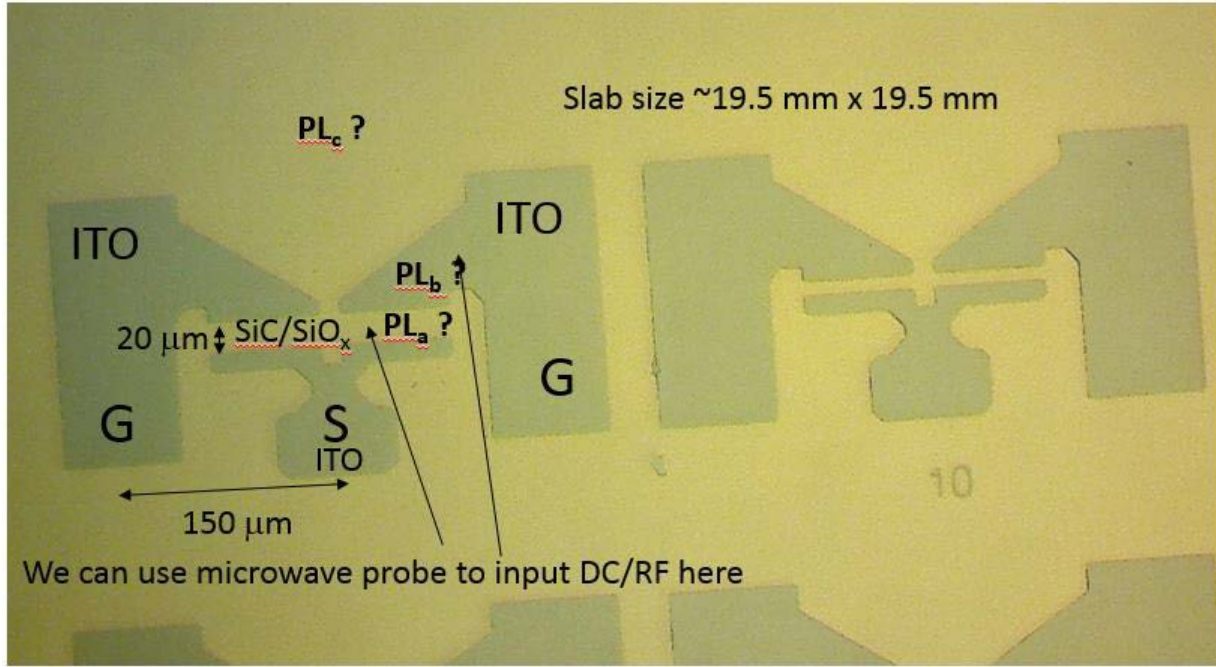 Slab size ~19.5 mm x 19.5 mm
PLc ?
ITO
ITO
PLb ?
20 μm
SiC/SiOx
PLa ?
G
S
G
ITO
10
150 μm
We can use microwave probe to input DC/RF here